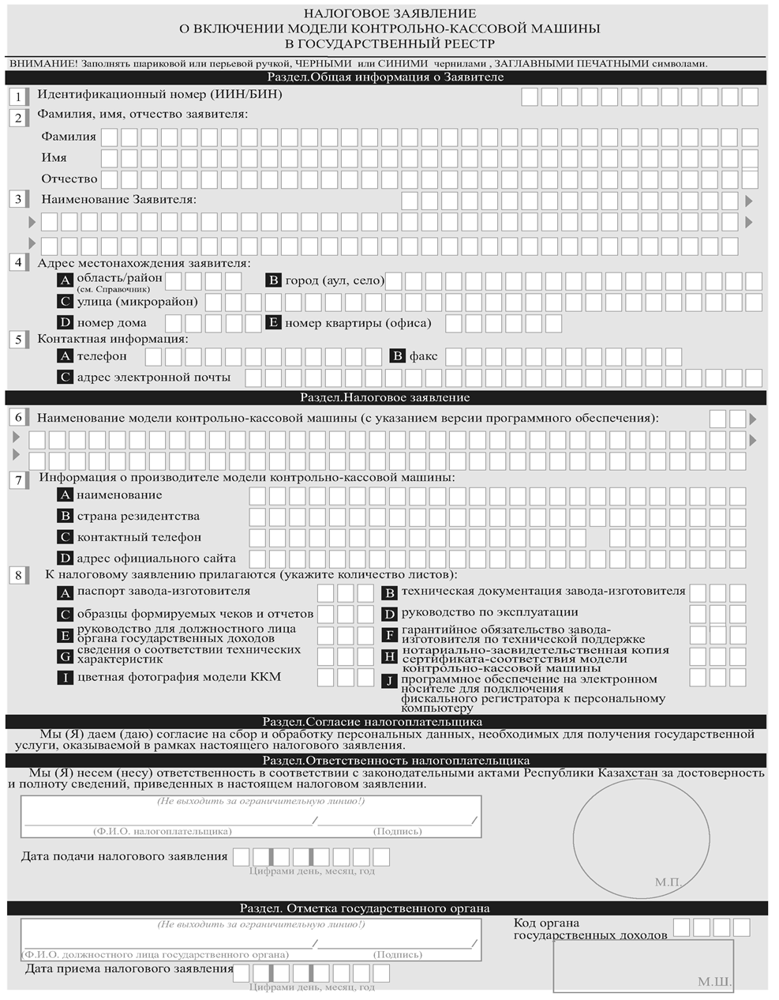 НАЛОГОВОЕ ЗАЯВЛЕНИЕ
О ВКЛЮЧЕНИИ МОДЕЛИ КОНТРОЛЬНО-КАССОВОЙ МАШИНЫ
В ГОСУДАРСТВЕННЫЙ РЕЕСТР
ВНИМАНИЕ! Заполнять шариковой или перьевой ручкой, ЧЕРНЫМИ или СИНИМИ чернилами , ЗАГЛАВНЫМИ ПЕЧАТНЫМИ символами.
Раздел.Общая информация о Заявителе
1 Идентификационный номер (ИИН/БИН)
2 Фамилия, имя, отчество заявителя:
Фамилия
Имя
Отчество
3 Наименование Заявителя:
4 Адрес местонахождения заявителя:
A область/район B город (аул, село)
(см. Справочник)
C улица (микрорайон)
D номер дома E номер квартиры (офиса)
5 Контактная информация:
A телефон B факс
C адрес электронной почты
Раздел.Налоговое заявление
6 Наименование модели контрольно-кассовой машины (с указанием версии программного обеспечения):
7 Информация о производителе модели контрольно-кассовой машины:
A наименование
B страна резидентства
C контактный телефон
D адрес официального сайта
8 К налоговому заявлению прилагаются (укажите количество листов):
A паспорт завода-изготовителя
B техническая документация завода-изготовителя
C образцы формируемых чеков и отчетов
D руководство по эксплуатации
E руководство для должностного лица
органа государственных доходов
F гарантийное обязательство завода-
изготовителя по технической поддержке
G сведения о соответствии технических
характеристик
H нотариально-засвидетельственная копия
сертификата-соответствия модели
контрольно-кассовой машины
I цветная фотография модели ККМ
J программное обеспечение на электронном
носителе для подключения
фискального регистратора к персональному
компьютеру
Раздел.Согласие налогоплательщика
Мы (Я) даем (даю) согласие на сбор и обработку персональных данных, необходимых для получения государственной
услуги, оказываемой в рамках настоящего налогового заявления.
Раздел.Ответственность налогоплательщика
Мы (Я) несем (несу) ответственность в соответствии с законодательными актами Республики Казахстан за достоверность
и полноту сведений, приведенных в настоящем налоговом заявлении.
(Не выходить за ограничительную линию!)
/ /
(Ф.И.О. налогоплательщика) (Подпись)
Дата подачи налогового заявления
Цифрами день, месяц, год
М.П.
Раздел. Отметка государственного органа
(Не выходить за ограничительную линию!)
/ /
(Ф.И.О. должностного лица государственного органа) (Подпись)
Код органа
государственных доходов
Дата приема налогового заявления
Цифрами день, месяц, год
М.Ш.